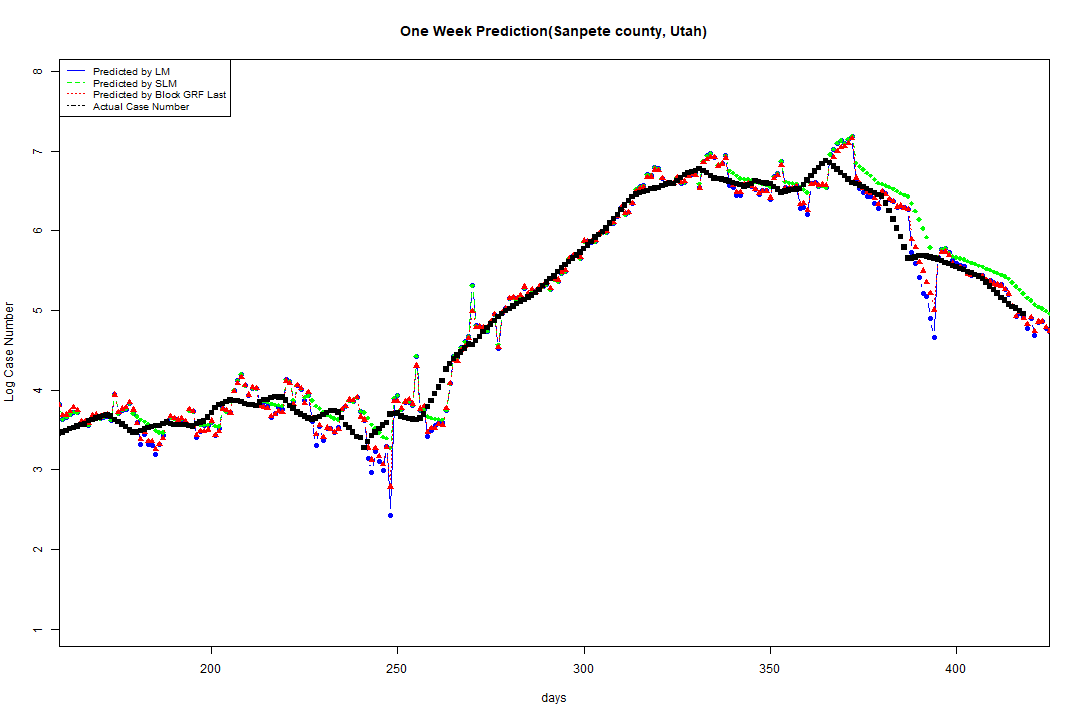 One Week Prediction(Sanpete county, Utah)
Predicted by LM
Predicted by SLM
Predicted by Block GRF Last
Actual Case Number
8
7
6
5
4
3
2
1
Log Case Number
200 250 300 350 400
days